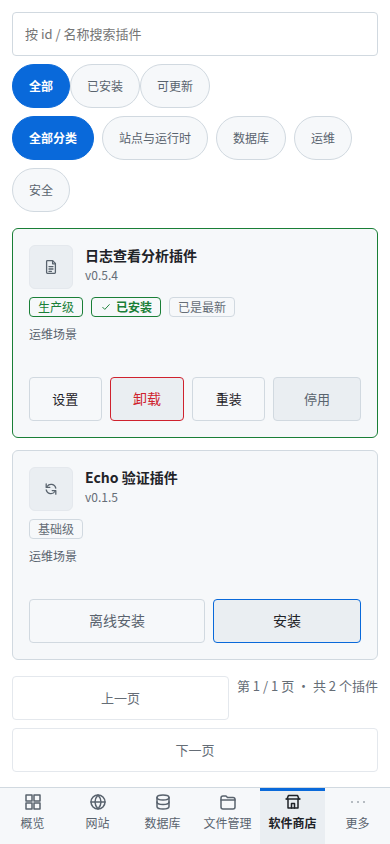 按 id / 名称搜索插件
全部 已安装 可更新
全部分类 站点与运行时 数据库 运维
安全
日志查看分析插件
v0.5.4
生产级 已安装 已是最新
运维场景
设置 卸载 重装 停用
Echo 验证插件
v0.1.5
基础级
运维场景
离线安装 安装
上一页 第 1 / 1 页 • 共 2 个插件
下一页
概览 网站 数据库 文件管理 软件商店 更多